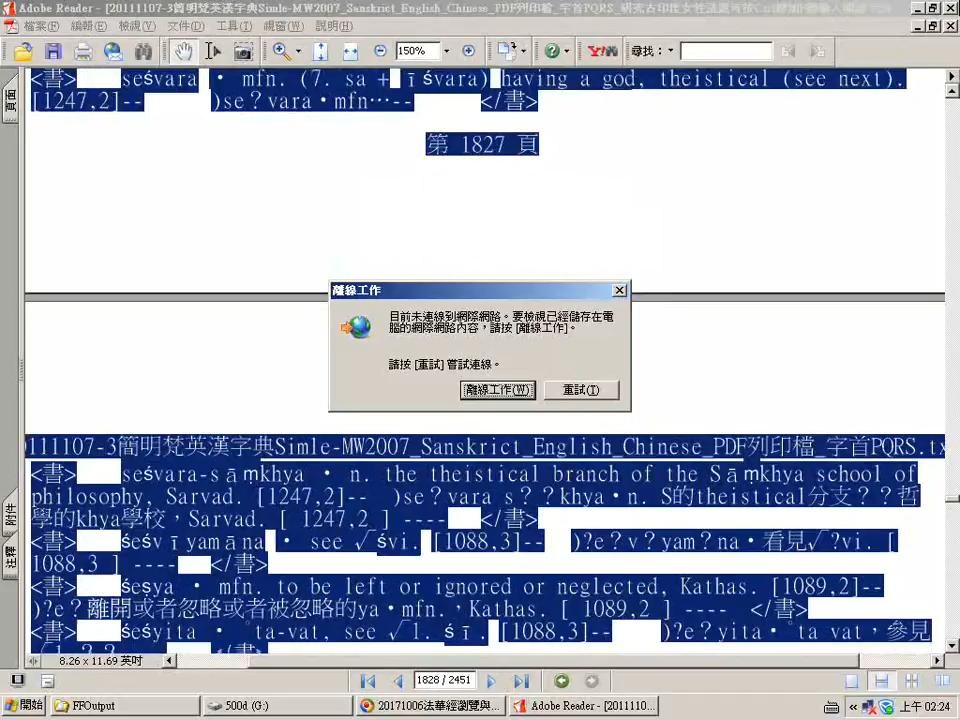 Adobe Reader - [20111107-3簡明梵英漢字典Simle-MW2007_Sanskrict_English_Chinese_PDF列印檔_字首PQRS_
檔案(F) 編輯(E) 檢視(V) 文件(D) 工具(I) 視窗(W) 說明(H)
150% 尋找:
頁面
<書> seśvara • mfn. (7. sa + īśvara) having a god, theistical (see next).
[1247,2]-- )se?vara•mfn…-- </書>
第 1827 頁
離線工作
目前未連線到網際網路。要檢視已經儲存在電
腦的網際網路內容，請按 [離線工作]。
請按 [重試] 嘗試連線。
離線工作(W) 重試(I)
111107-3簡明梵英漢字典Simle-MW2007_Sanskrict_English_Chinese_PDF列印檔_字首PQRS.tx
<書> seśvara-sāṃkhya • n. the theistical branch of the Sāṃkhya school of
philosophy, Sarvad. [1247,2]-- )se?vara s??khya•n. S的theistical分支??哲
學的khya學校，Sarvad. [ 1247,2 ] ---- </書>
<書> śeśvīyamāna • see √śvi. [1088,3]-- )?e?v?yam?na•看見√?vi. [
1088,3 ] ---- </書>
<書> śeṣya • mfn. to be left or ignored or neglected, Kathas. [1089,2]--
)?e?離開或者忽略或者被忽略的ya•mfn.，Kathas. [ 1089,2 ] ---- </書>
<書> śeśyita • °ta-vat, see √1. śī. [1088,3]-- )?e?yita•°ta vat，參見
附件
注釋
8.26 x 11.69 英吋
1828 / 2451
開始 FFOutput 500d (G:) 20171006法華經瀏覽與... Adobe Reader - [2011110... 上午 02:24